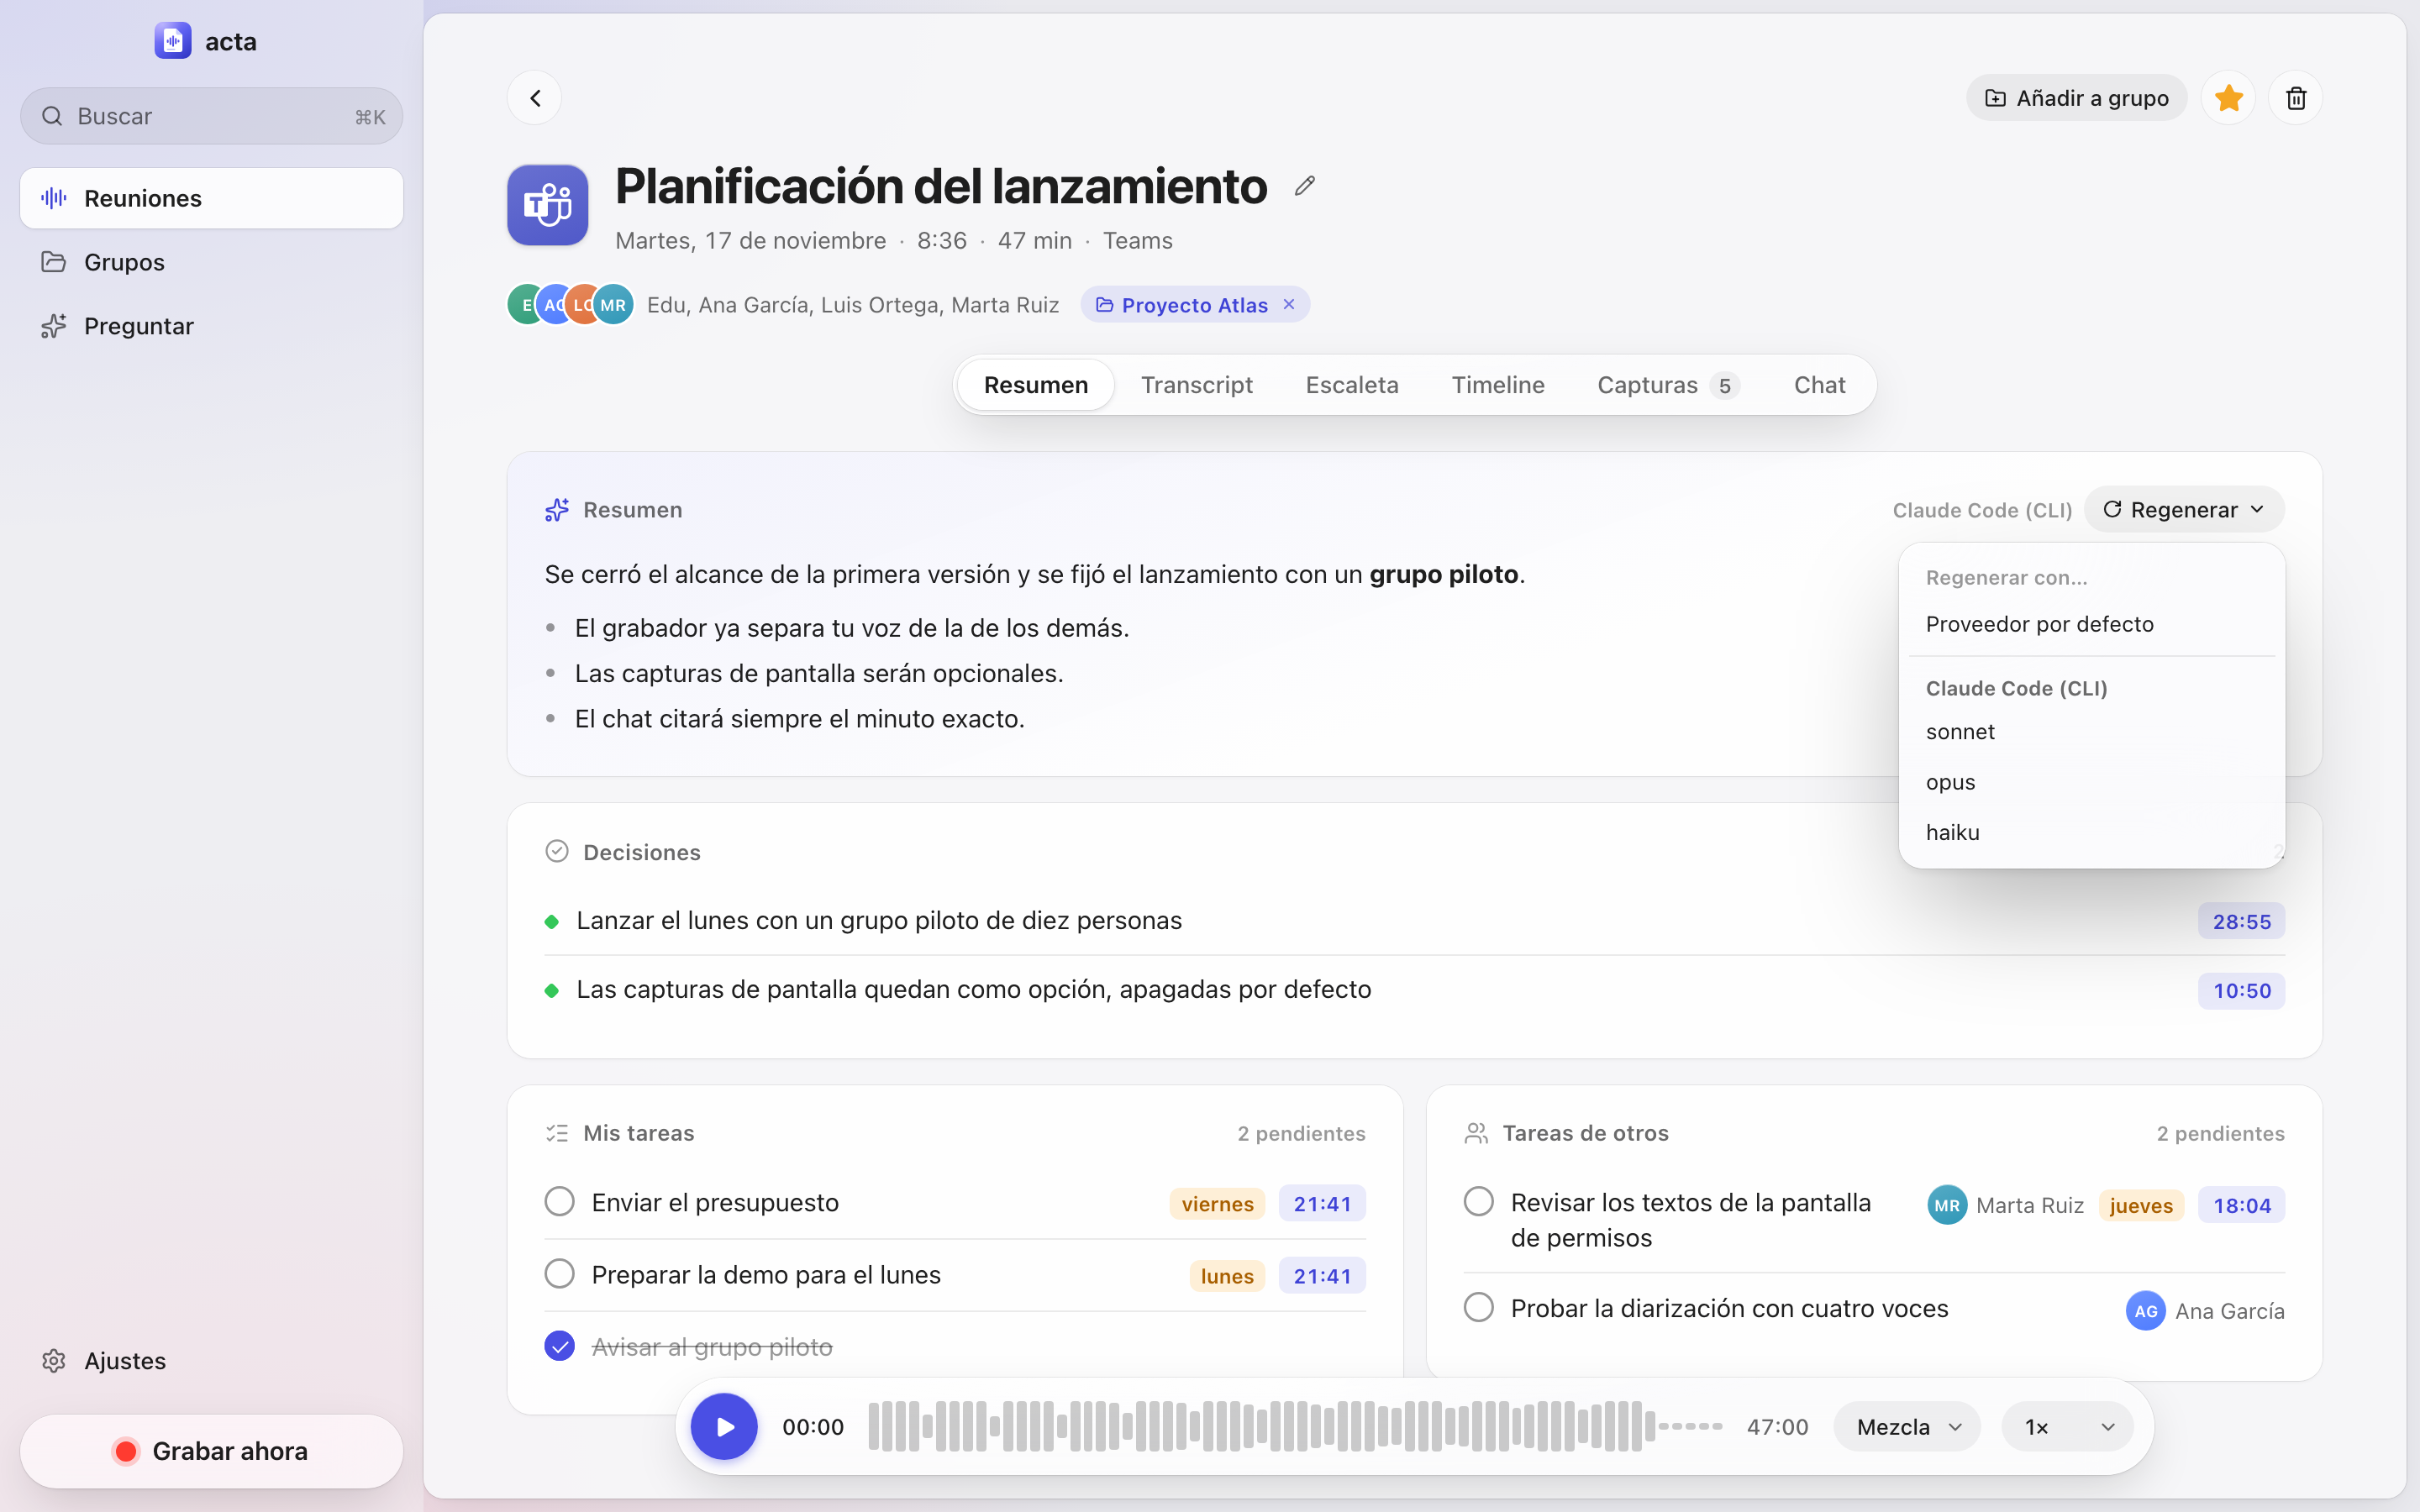 acta
Buscar ⌘K
Reuniones
Grupos
Preguntar
Ajustes
Grabar ahora
Añadir a grupo
Planificación del lanzamiento
Martes, 17 de noviembre · 8:36 · 47 min · Teams
E AG LO MR Edu, Ana García, Luis Ortega, Marta Ruiz Proyecto Atlas ×
Resumen Transcript Escaleta Timeline Capturas 5 Chat
Resumen Claude Code (CLI) Regenerar
Se cerró el alcance de la primera versión y se fijó el lanzamiento con un grupo piloto.
• El grabador ya separa tu voz de la de los demás.
• Las capturas de pantalla serán opcionales.
• El chat citará siempre el minuto exacto.
Regenerar con...
Proveedor por defecto
Claude Code (CLI)
sonnet
opus
haiku
Decisiones 2
Lanzar el lunes con un grupo piloto de diez personas 28:55
Las capturas de pantalla quedan como opción, apagadas por defecto 10:50
Mis tareas 2 pendientes
Enviar el presupuesto viernes 21:41
Preparar la demo para el lunes lunes 21:41
Avisar al grupo piloto
Tareas de otros 2 pendientes
Revisar los textos de la pantalla MR Marta Ruiz jueves 18:04
de permisos
Probar la diarización con cuatro voces AG Ana García
00:00 47:00 Mezcla 1×